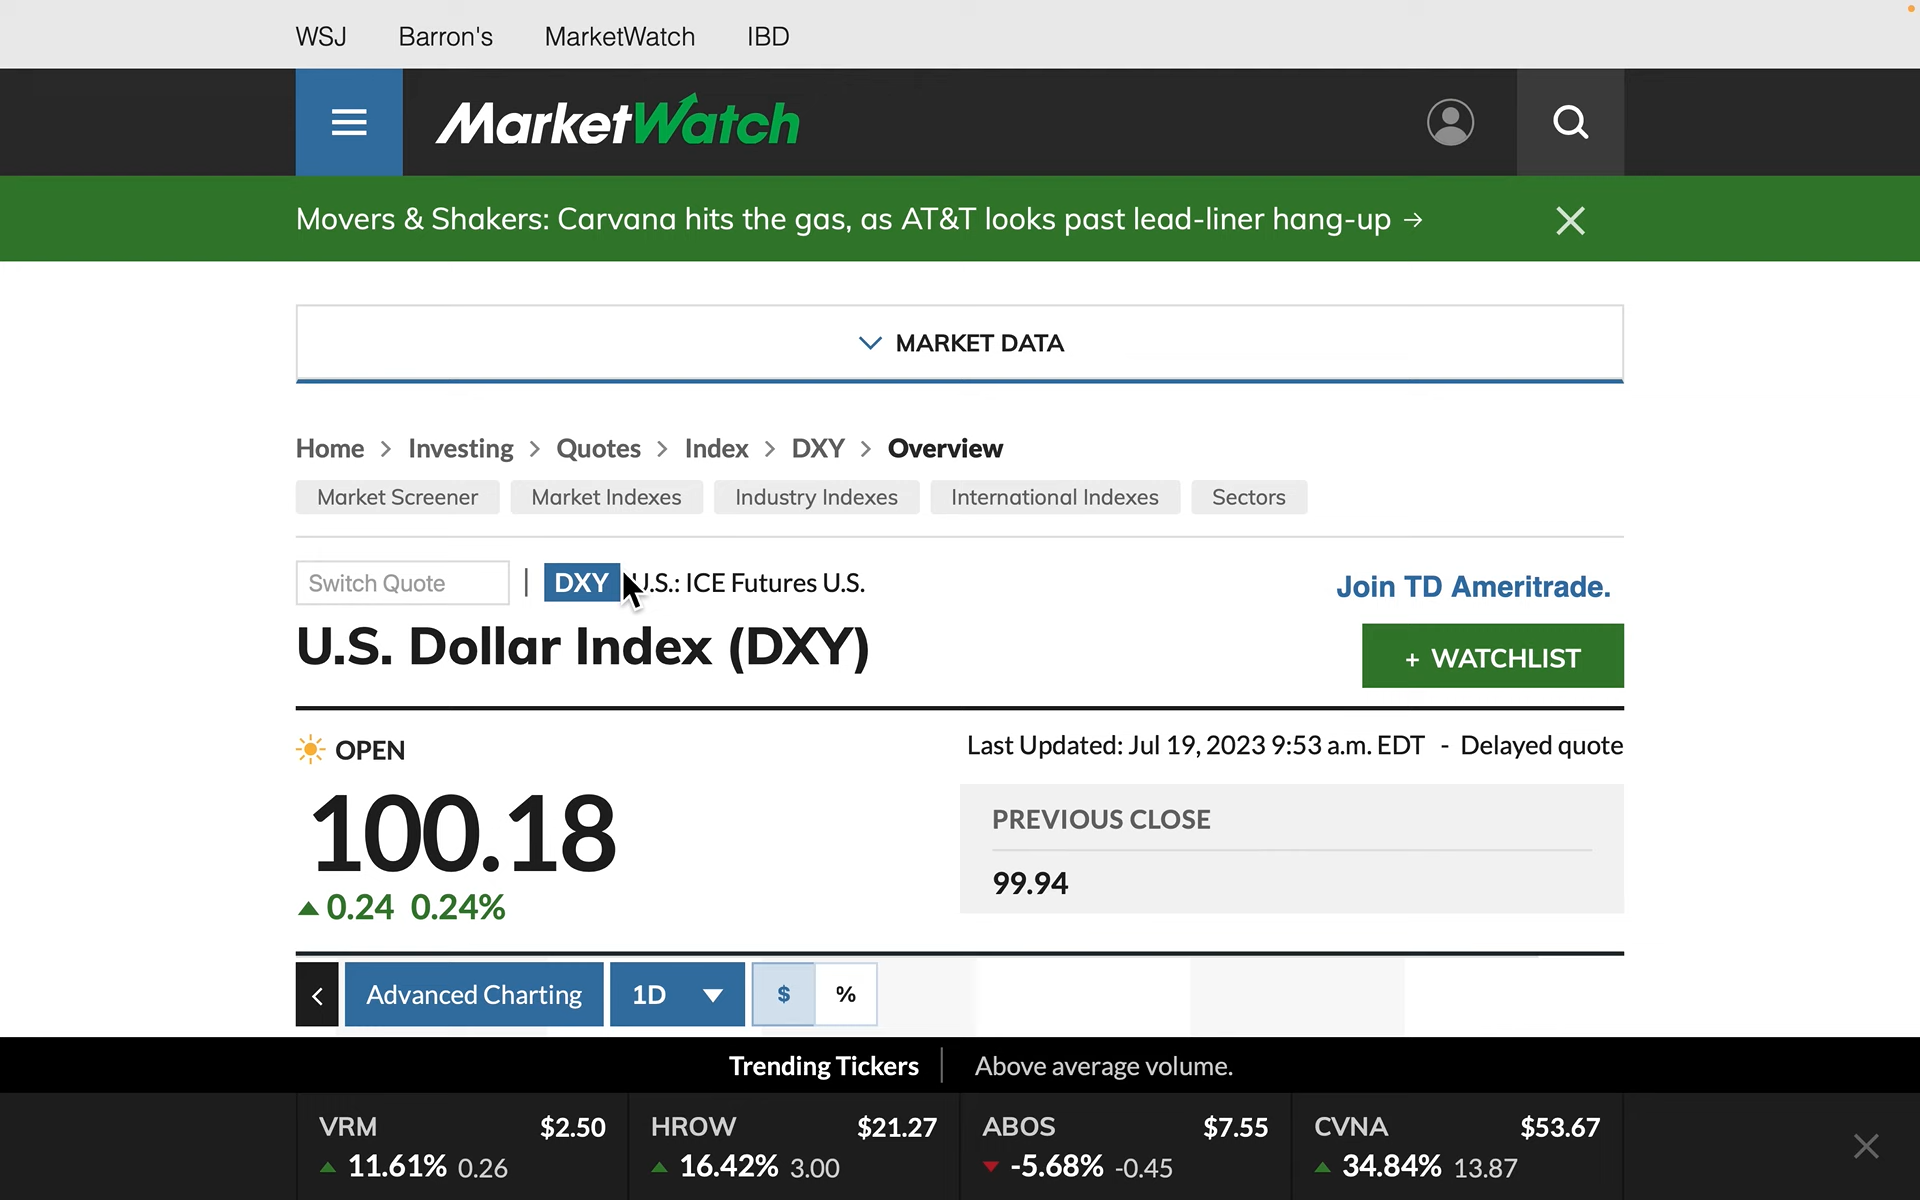 WSJ Barron's MarketWatch IBD
MarketWatch
Movers & Shakers: Carvana hits the gas, as AT&T looks past lead-liner hang-up →
MARKET DATA
Home > Investing > Quotes > Index > DXY > Overview
Market Screener Market Indexes Industry Indexes International Indexes Sectors
Switch Quote | DXY U.S.: ICE Futures U.S.
Join TD Ameritrade.
U.S. Dollar Index (DXY)
+ WATCHLIST
OPEN
Last Updated: Jul 19, 2023 9:53 a.m. EDT - Delayed quote
100.18
0.24 0.24%
PREVIOUS CLOSE
99.94
Advanced Charting 1D $ %
Trending Tickers | Above average volume.
VRM $2.50
11.61% 0.26
HROW $21.27
16.42% 3.00
ABOS $7.55
-5.68% -0.45
CVNA $53.67
34.84% 13.87